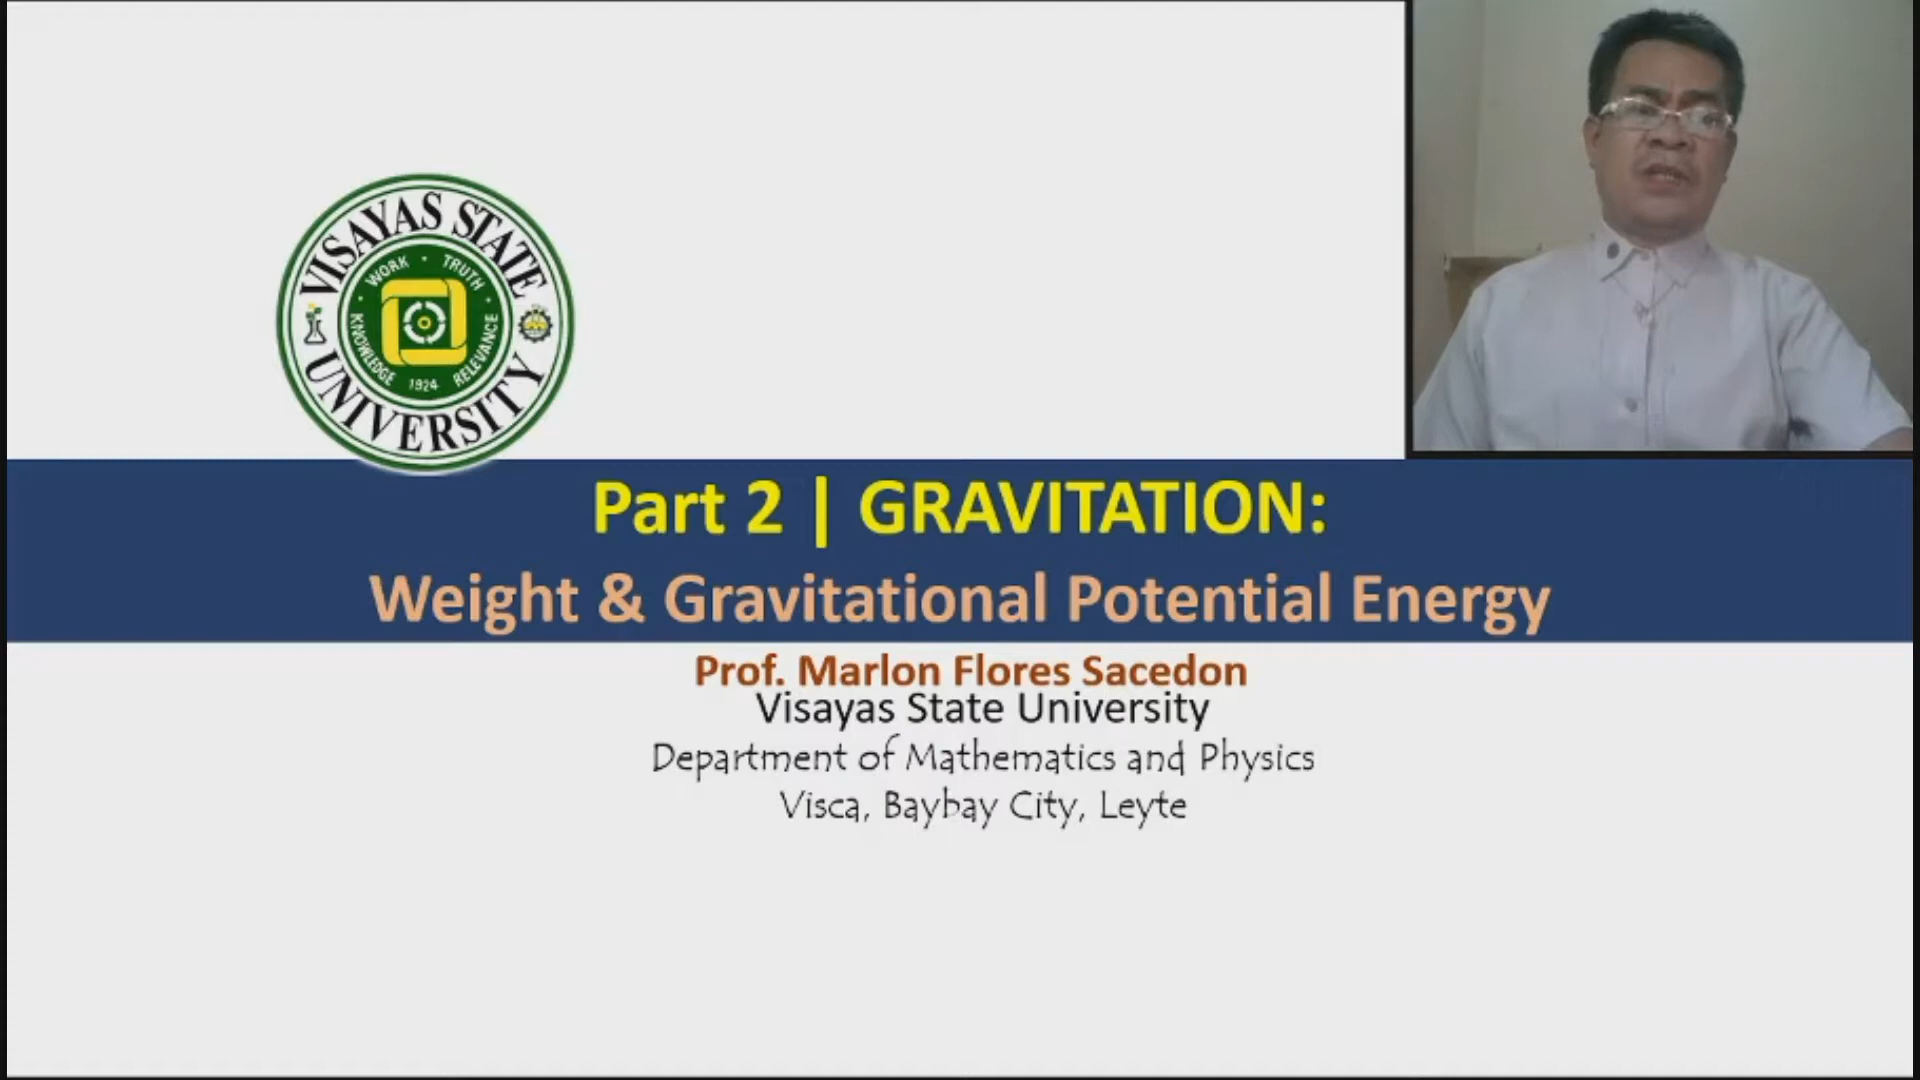 VISAYAS STATE
WORK · TRUTH
KNOWLEDGE
RELEVANCE
1924
UNIVERSITY
Part 2 | GRAVITATION:
Weight & Gravitational Potential Energy
Prof. Marlon Flores Sacedon
Visayas State University
Department of Mathematics and Physics
Visca, Baybay City, Leyte